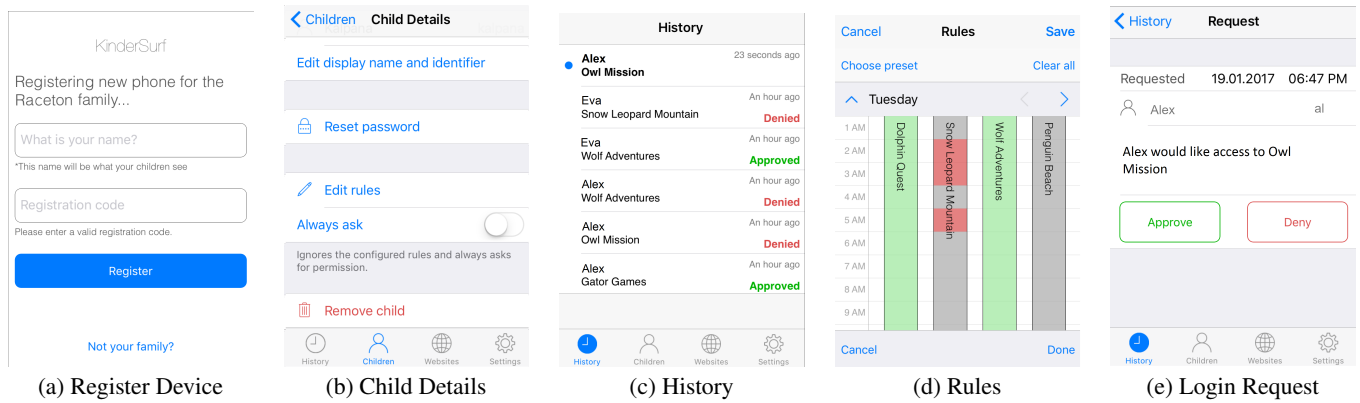 KinderSurf
Registering new phone for the
Raceton family...
What is your name?
*This name will be what your children see
Registration code
Please enter a valid registration code.
Register
Not your family?
(a) Register Device
Children Child Details
Edit display name and identifier
Reset password
Edit rules
Always ask
Ignores the configured rules and always asks
for permission.
Remove child
History Children Websites Settings
(b) Child Details
History
Alex 23 seconds ago
Owl Mission
Eva An hour ago
Snow Leopard Mountain Denied
Eva An hour ago
Wolf Adventures Approved
Alex An hour ago
Wolf Adventures Denied
Alex An hour ago
Owl Mission Denied
Alex An hour ago
Gator Games Approved
History Children Websites Settings
(c) History
Cancel Rules Save
Choose preset Clear all
Tuesday
Dolphin Quest
Snow Leopard Mountain
Wolf Adventures
Penguin Beach
1 AM
2 AM
3 AM
4 AM
5 AM
6 AM
7 AM
8 AM
9 AM
Cancel Done
(d) Rules
History Request
Requested 19.01.2017 06:47 PM
Alex al
Alex would like access to Owl
Mission
Approve Deny
History Children Websites Settings
(e) Login Request